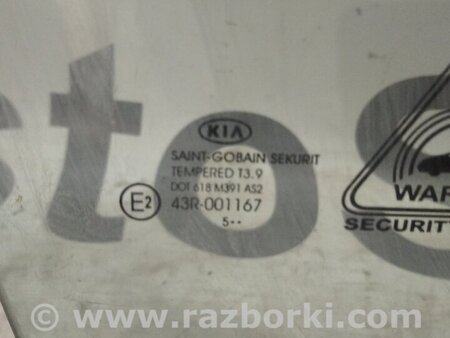 stos
KIA
SAINT-GOBAIN SEKURIT
TEMPERED T3.9
DOT 618 M391 AS2
E2 43R-001167
5··
WAR
SECURIT
© www.razborki.com